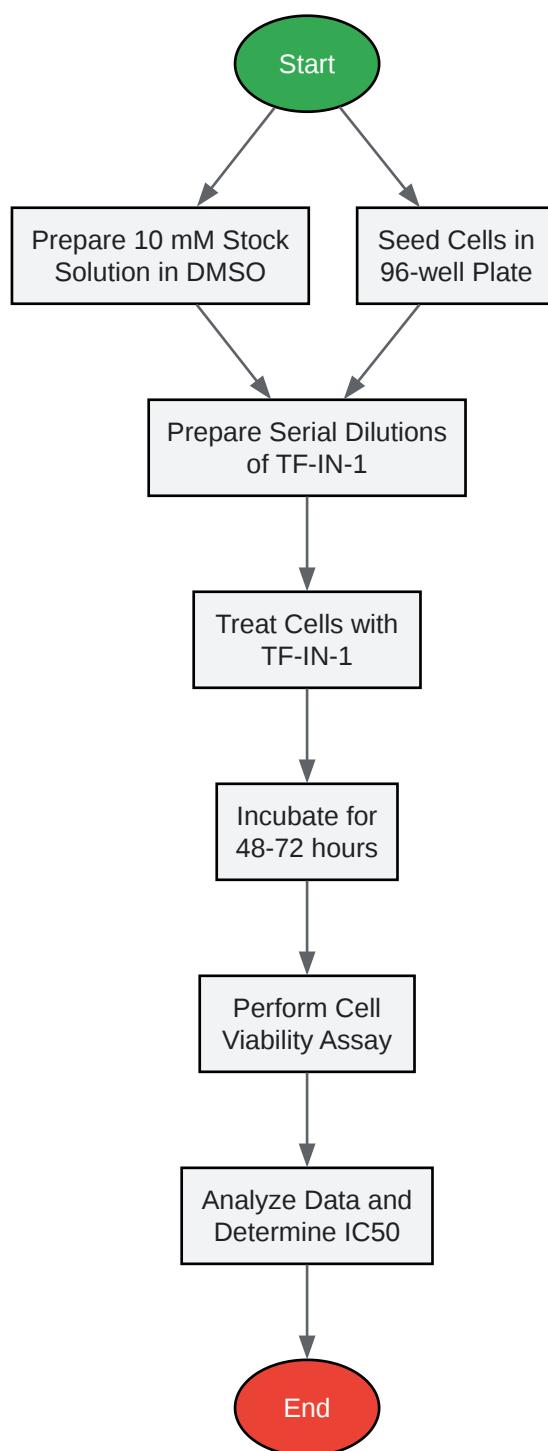 Start
Prepare 10 mM Stock
Solution in DMSO
Seed Cells in
96-well Plate
Prepare Serial Dilutions
of TF-IN-1
Treat Cells with
TF-IN-1
Incubate for
48-72 hours
Perform Cell
Viability Assay
Analyze Data and
Determine IC50
End